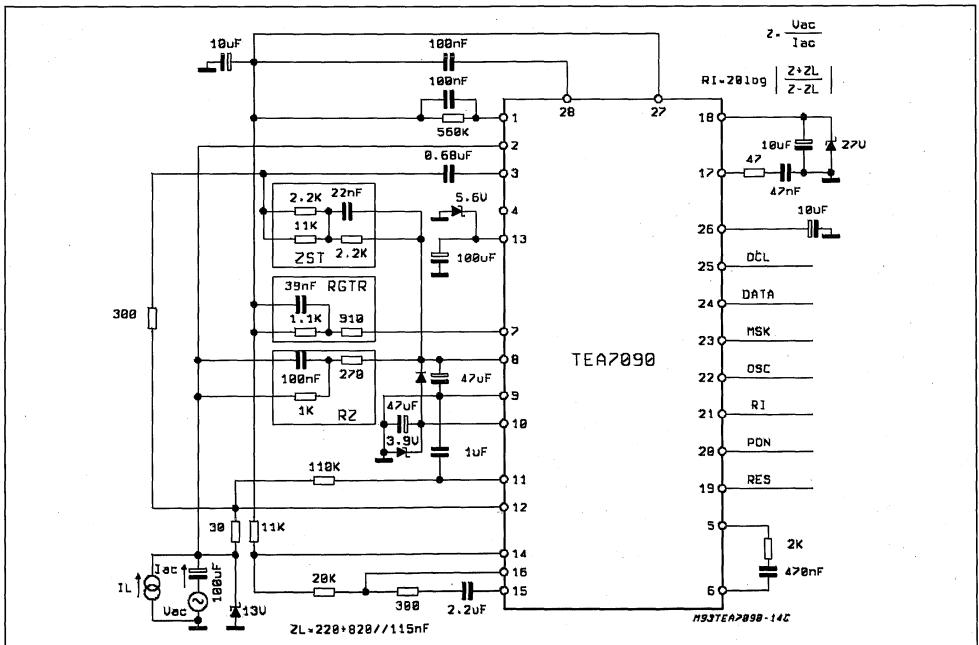 10uF
100nF
Z= Vac
Iac
RI=20log | Z+ZL
Z-ZL |
100nF
560K
28
27
1
2
0.68uF
3
18
10uF
27V
17
47
47nF
2.2K
22nF
11K
2.2K
ZST
5.6V
4
13
100uF
26
10uF
25
DCL
24
DATA
39nF
RGTR
1.1K
910
7
23
MSK
300
TEA7090
8
22
OSC
100nF
270
47uF
9
21
RI
1K
RZ
47uF
10
20
PDN
3.9V
1uF
19
RES
110K
11
12
5
30
11K
2K
14
470nF
IL
Iac
100uF
20K
16
300
15
6
Vac
13V
2.2uF
ZL=220+820//115nF
M93TEA7090-14C